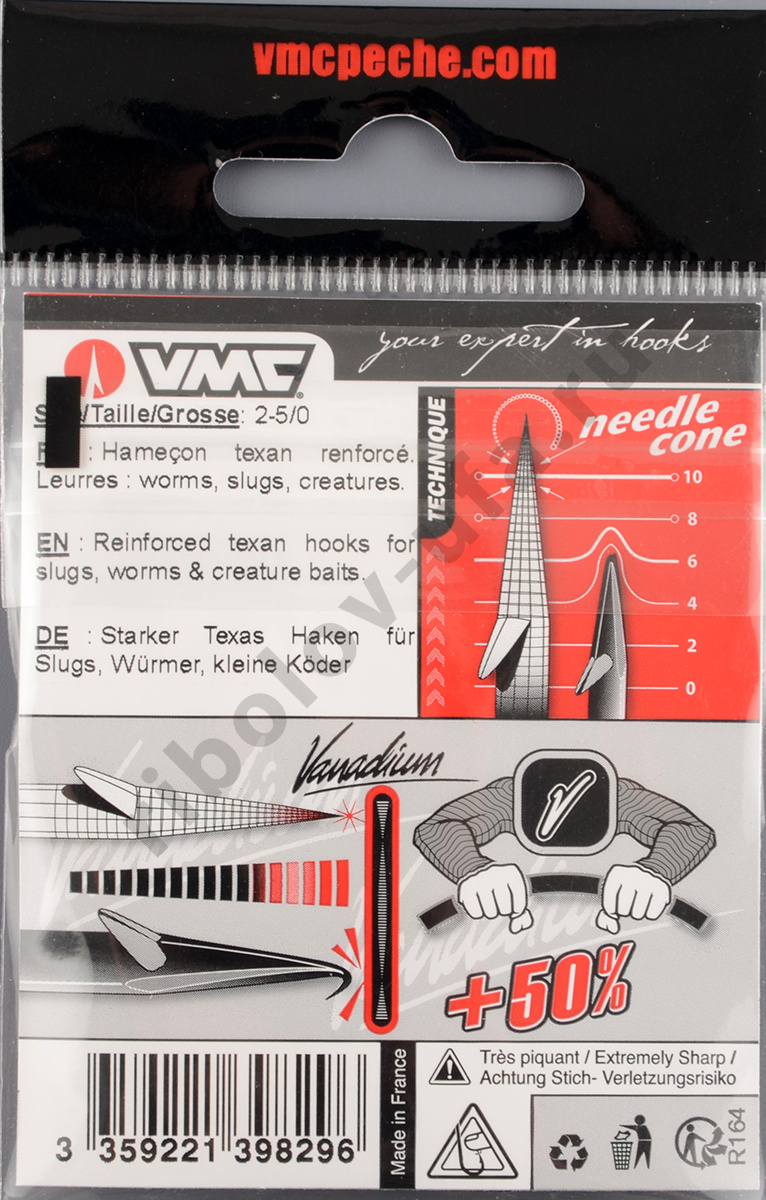 vmcpeche.com
VMC
your expert in hooks
/Taille/Grosse: 2-5/0
: Hameçon texan renforcé.
Leurres : worms, slugs, creatures.
EN : Reinforced texan hooks for
slugs, worms & creature baits.
DE : Starker Texas Haken für
Slugs, Würmer, kleine Köder
TECHNIQUE
needle
cone
10
8
6
4
2
0
Vanadium
+50%
3 359221 398296
Made in France
Très piquant / Extremely Sharp /
Achtung Stich- Verletzungsrisiko
R164
ribolov-ufa.ru